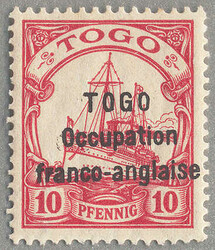 TOGO
TOGO
Occupation
franco-anglaise
10 PFENNIG 10